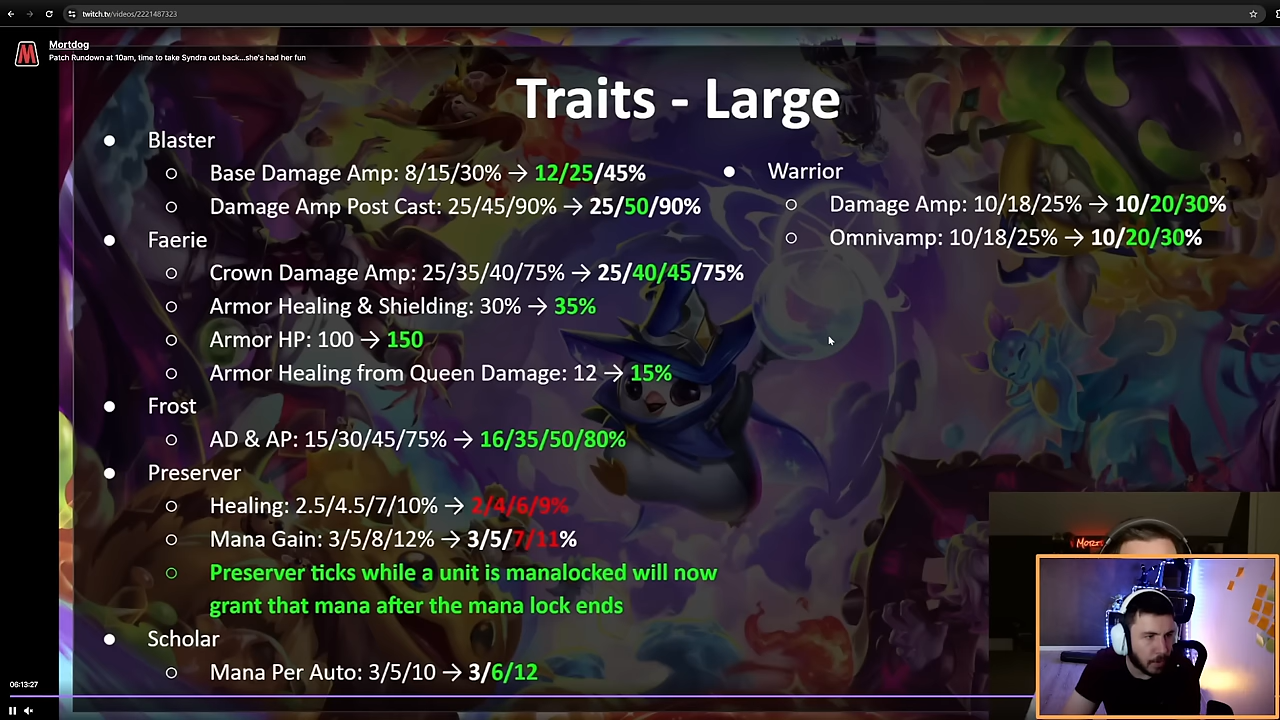 twitch.tv/videos/2221487323
Mortdog
Patch Rundown at 10am, time to take Syndra out back...she's had her fun
Traits - Large
Blaster
Base Damage Amp: 8/15/30% → 12/25/45%
Damage Amp Post Cast: 25/45/90% → 25/50/90%
Faerie
Crown Damage Amp: 25/35/40/75% → 25/40/45/75%
Armor Healing & Shielding: 30% → 35%
Armor HP: 100 → 150
Armor Healing from Queen Damage: 12 → 15%
Frost
AD & AP: 15/30/45/75% → 16/35/50/80%
Preserver
Healing: 2.5/4.5/7/10% → 2/4/6/9%
Mana Gain: 3/5/8/12% → 3/5/7/11%
Preserver ticks while a unit is manalocked will now
grant that mana after the mana lock ends
Scholar
Mana Per Auto: 3/5/10 → 3/6/12
Warrior
Damage Amp: 10/18/25% → 10/20/30%
Omnivamp: 10/18/25% → 10/20/30%
06:13:27